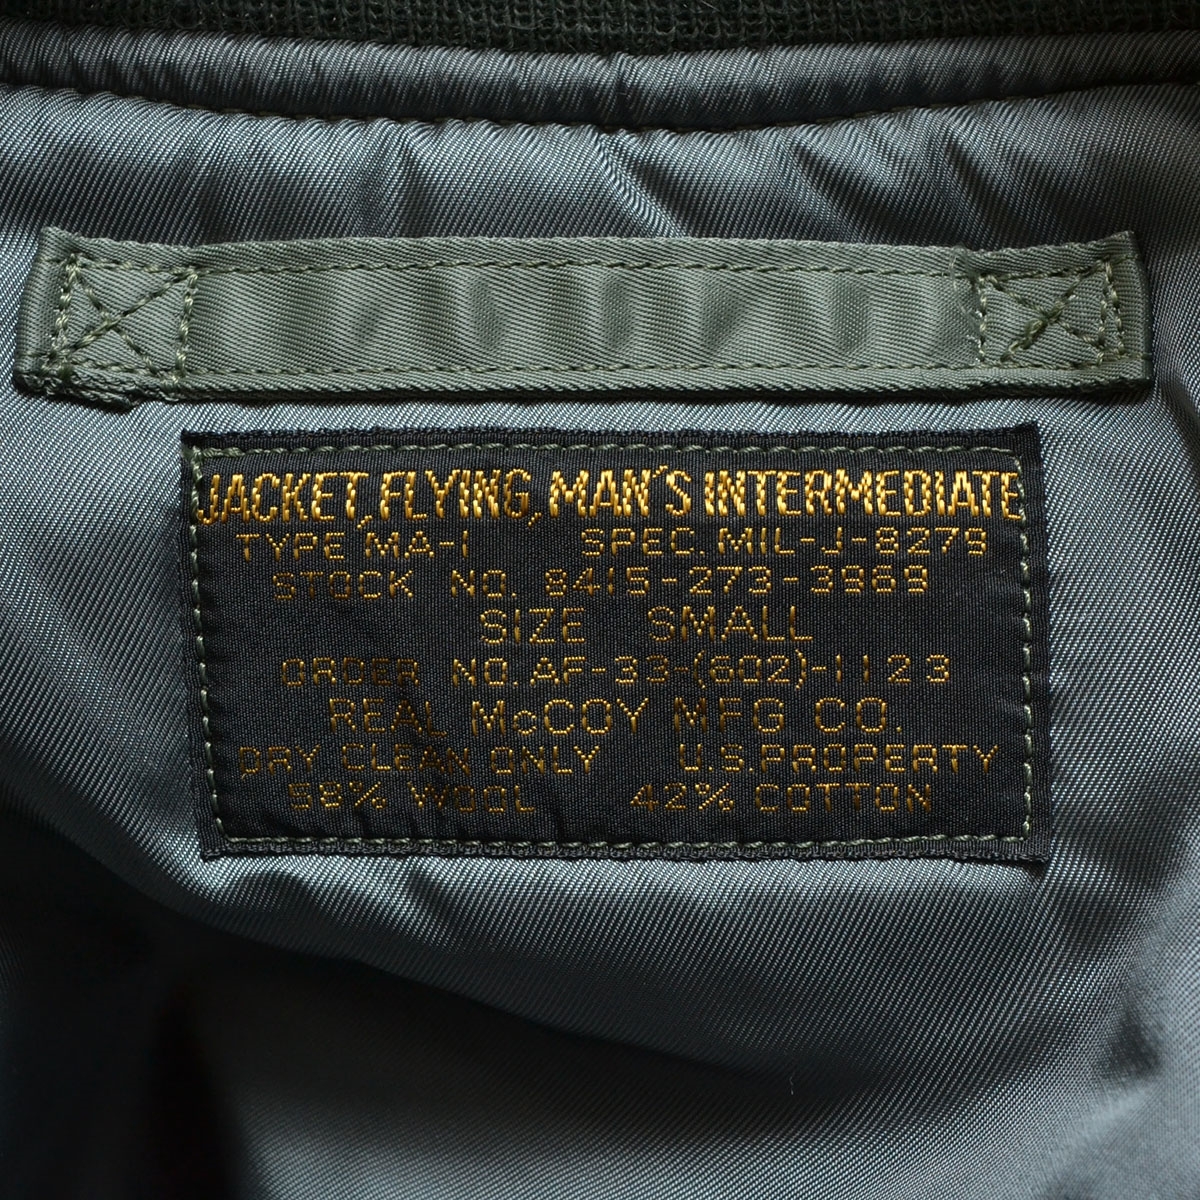 JACKET, FLYING, MAN'S INTERMEDIATE
TYPE MA-1 SPEC. MIL-J-8279
STOCK NO. 8415-273-3969
SIZE SMALL
ORDER NO. AF-33-(602)-1123
REAL McCOY MFG CO.
DRY CLEAN ONLY U.S. PROPERTY
58% WOOL 42% COTTON